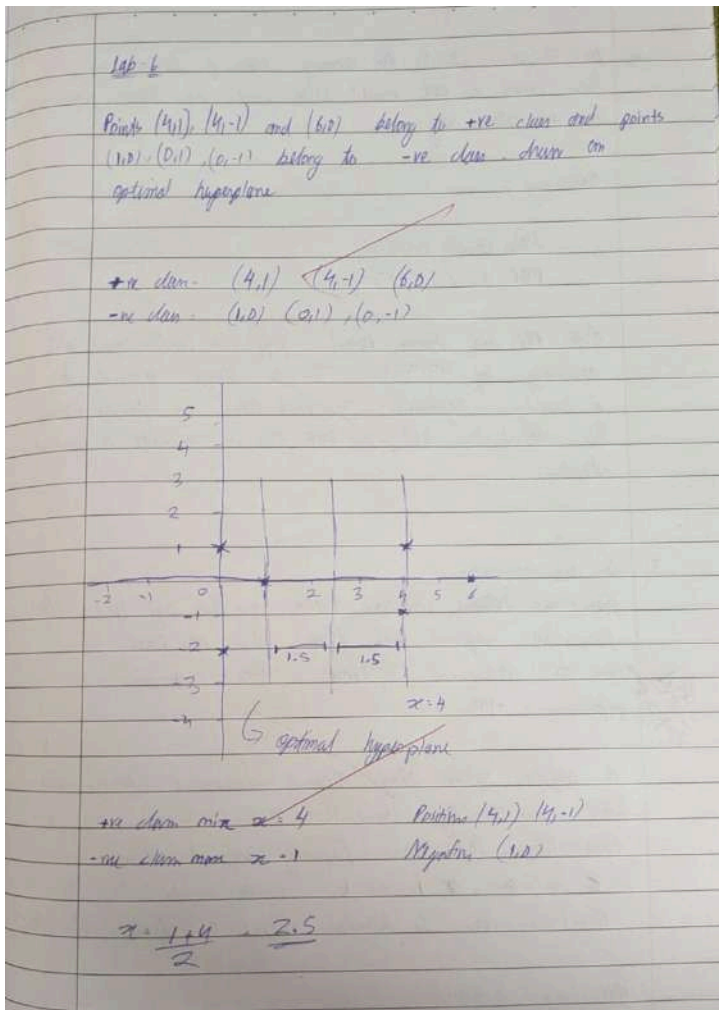 Lab-6
Points (4,1), (4,-1) and (6,0) belong to +ve class and points
(1,0), (0,1), (0,-1) belong to -ve class. draw an
optimal hyperplane
+ve class- (4,1) (4,-1) (6,0)
-ve class- (1,0) (0,1), (0,-1)
5
4
3
2
1
-2 -1 0 2 3 4 5 6
-1
-2
1.5 1.5
-3
x=4
-4
optimal hyperplane
+ve class min x=4 Positive (4,1) (4,-1)
-ve class max x=1 Negative (1,0)
x= 1+4 = 2.5
2